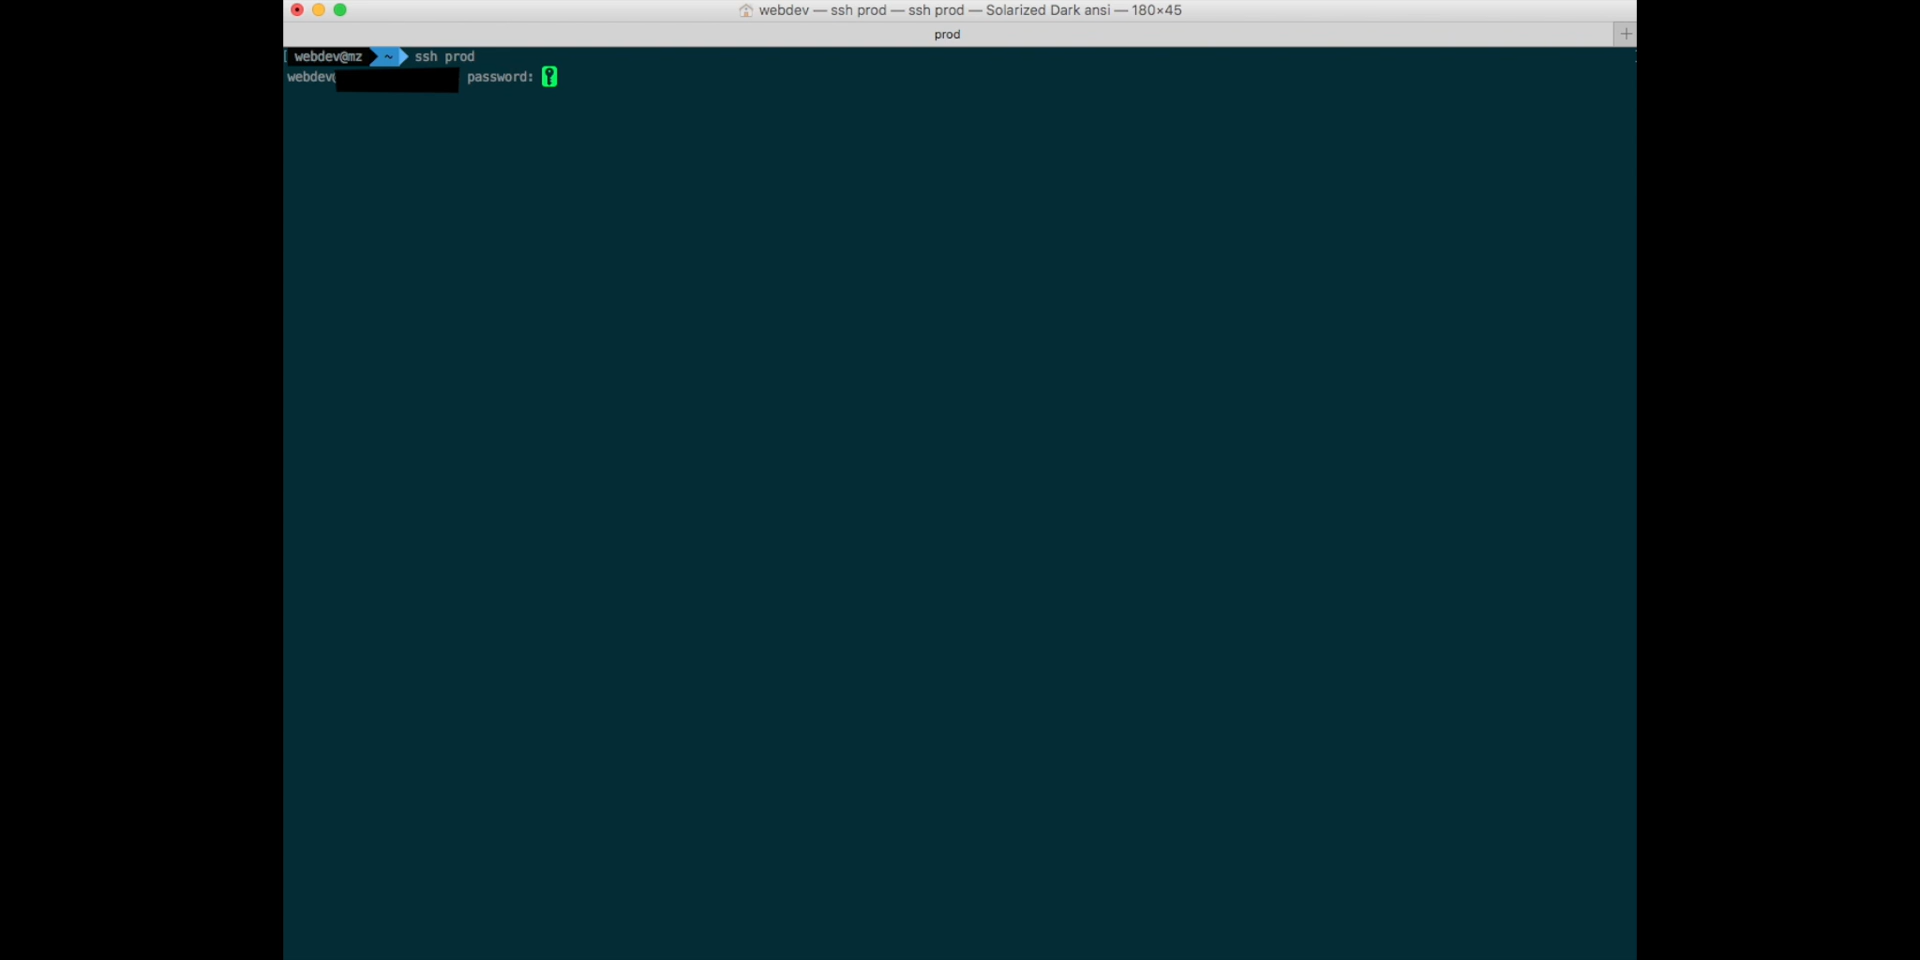 webdev — ssh prod — ssh prod — Solarized Dark ansi — 180×45
prod
webdev@mz ~ ssh prod
webdev@ password: